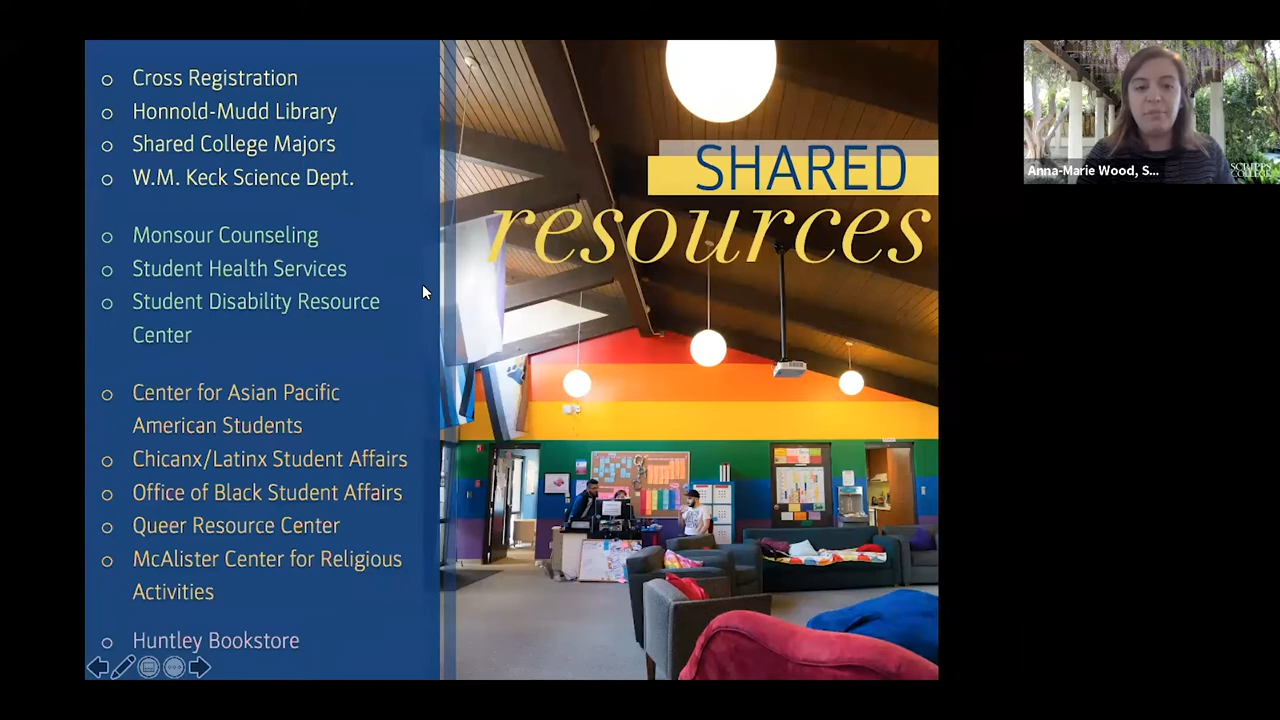 Cross Registration
Honnold-Mudd Library
Shared College Majors
W.M. Keck Science Dept.
Monsour Counseling
Student Health Services
Student Disability Resource
Center
Center for Asian Pacific
American Students
Chicanx/Latinx Student Affairs
Office of Black Student Affairs
Queer Resource Center
McAlister Center for Religious
Activities
Huntley Bookstore
SHARED
resources
Anna-Marie Wood, S...
SCRIPPS
COLLEGE